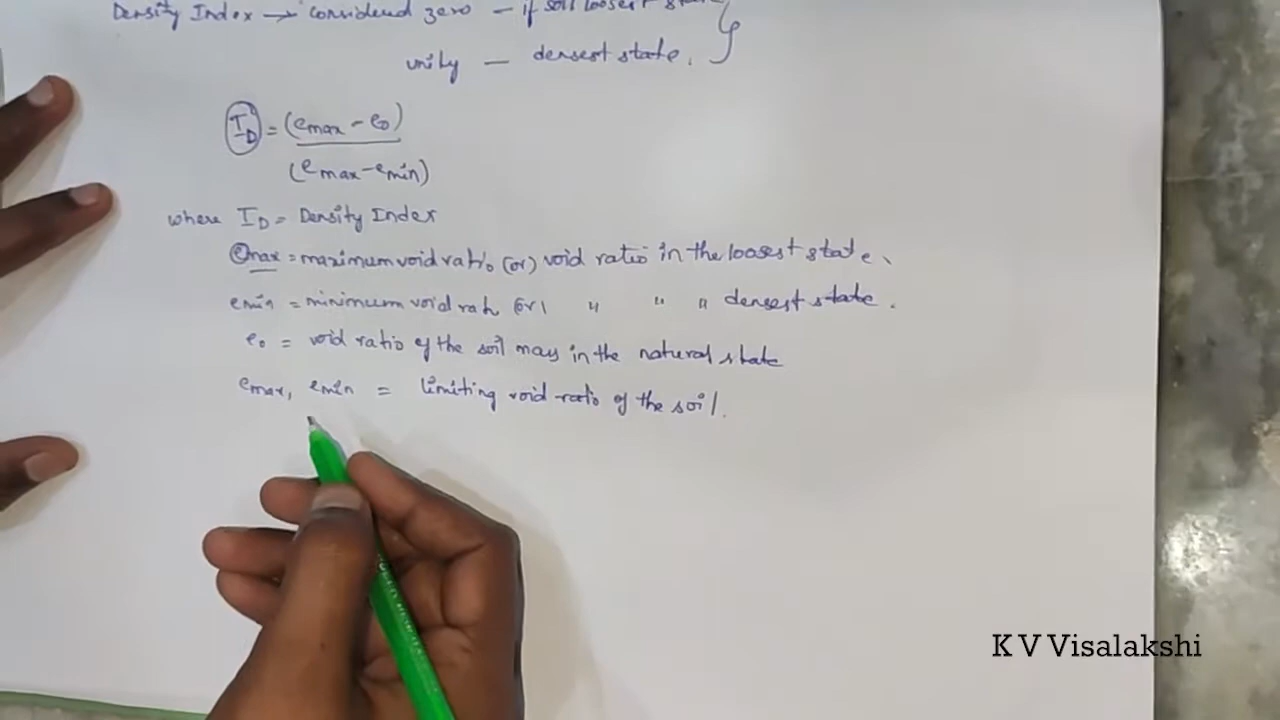 Density Index → considered zero – if soil loosest state
unity – densest state.
I_D = (emax - e0)
(emax - emin)
where I_D = Density Index
emax = maximum void ratio (or) void ratio in the loosest state.
emin = minimum void ratio (or) " " " densest state.
e0 = void ratio of the soil mass in the natural state
emax, emin = limiting void ratio of the soil.
K V Visalakshi